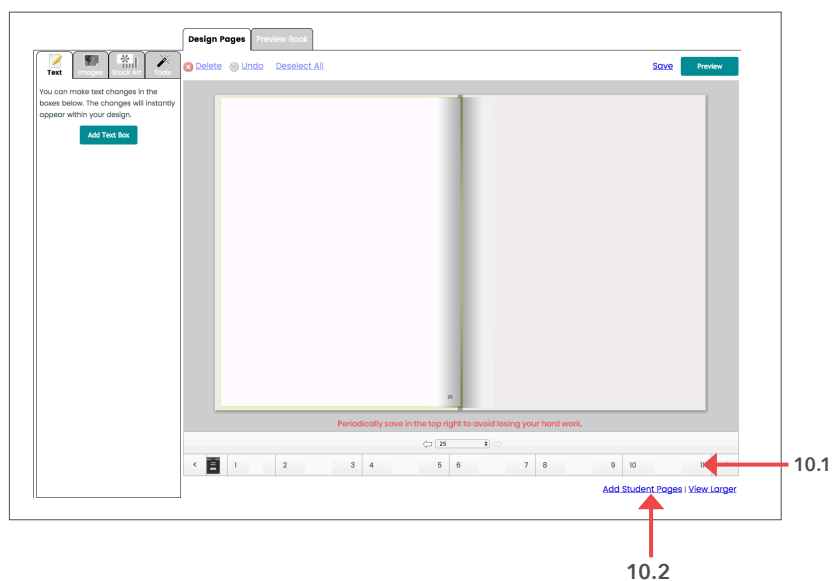 Design Pages Preview Book
Text Images Stock Art Tools
Delete Undo Deselect All Save Preview
You can make text changes in the
boxes below. The changes will instantly
appear within your design.
Add Text Box
25
Periodically save in the top right to avoid losing your hard work.
25
< 1 2 3 4 5 6 7 8 9 10
10.1
Add Student Pages | View Larger
10.2